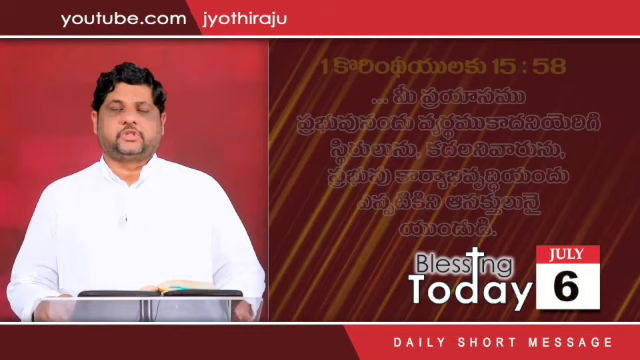 youtube.com jyothiraju
1 కొరింథీయులకు 15 : 58
... మీ ప్రయాసము
ప్రభువునందు వ్యర్థముకాదనియెరిగి
స్థిరులును, కదలనివారును,
ప్రభువు కార్యాభివృద్ధియందు
ఎప్పటికిని ఆసక్తులునై
యుండుడి.
Blessing
Today
JULY
6
DAILY SHORT MESSAGE